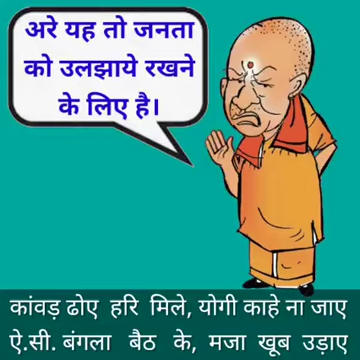 अरे यह तो जनता
को उलझाये रखने
के लिए है।
कांवड़ ढोए हरि मिले, योगी काहे ना जाए
ऐ.सी. बंगला बैठ के, मजा खूब उड़ाए